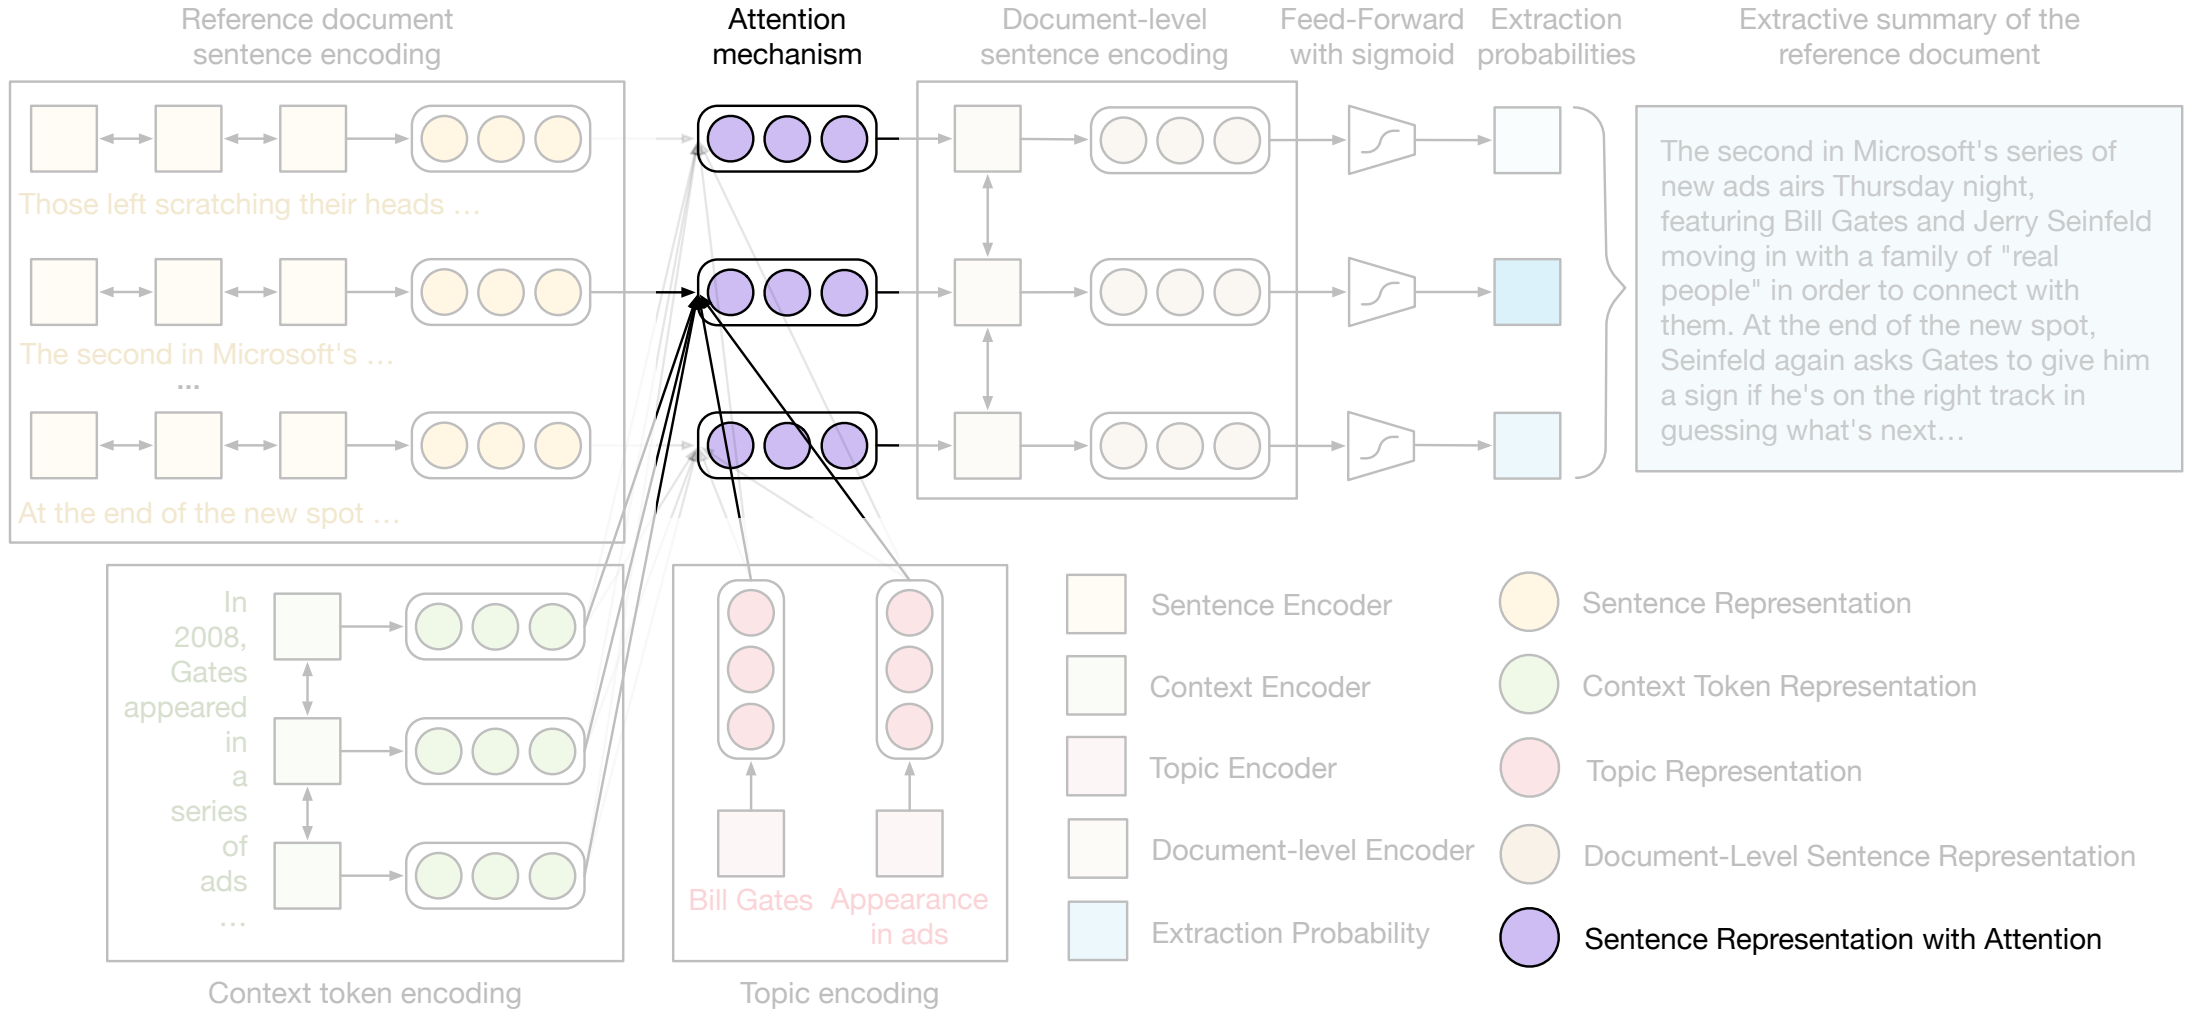 Reference document
sentence encoding
Attention
mechanism
Document-level
sentence encoding
Feed-Forward
with sigmoid
Extraction
probabilities
Extractive summary of the
reference document
Those left scratching their heads …
The second in Microsoft's …
...
At the end of the new spot …
The second in Microsoft's series of
new ads airs Thursday night,
featuring Bill Gates and Jerry Seinfeld
moving in with a family of "real
people" in order to connect with
them. At the end of the new spot,
Seinfeld again asks Gates to give him
a sign if he's on the right track in
guessing what's next…
In
2008,
Gates
appeared
in
a
series
of
ads
…
Context token encoding
Bill Gates
Appearance
in ads
Topic encoding
Sentence Encoder
Context Encoder
Topic Encoder
Document-level Encoder
Extraction Probability
Sentence Representation
Context Token Representation
Topic Representation
Document-Level Sentence Representation
Sentence Representation with Attention